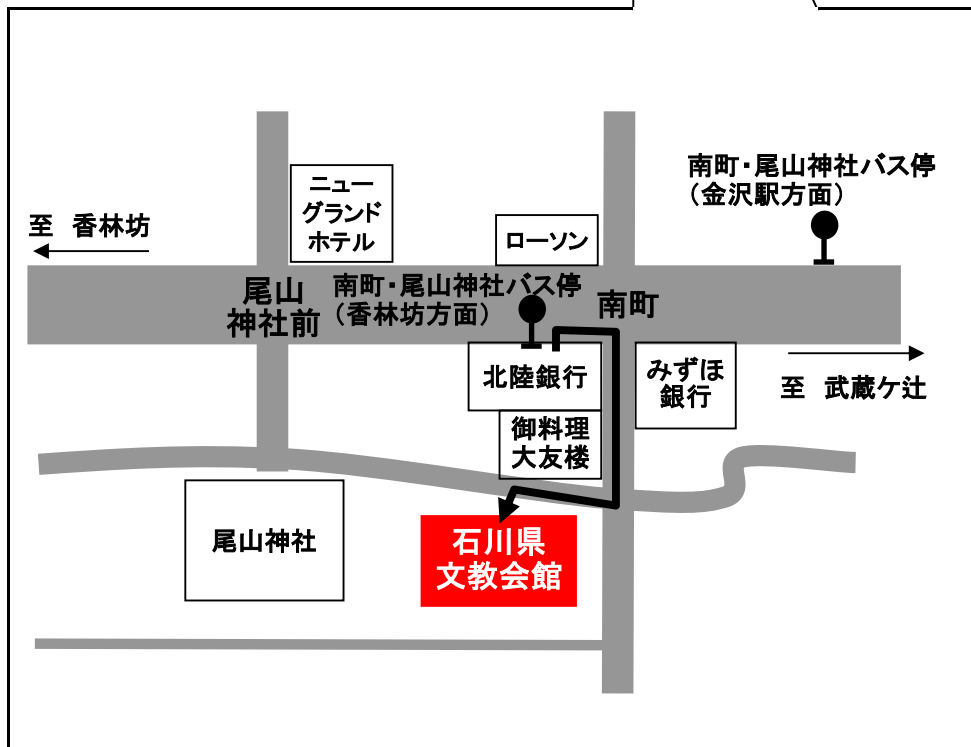 南町・尾山神社バス停
（金沢駅方面）
ニュー
グランド
ホテル
至　香林坊
ローソン
尾山
神社前
南町・尾山神社バス停
（香林坊方面）
南町
北陸銀行
みずほ
銀行
至　武蔵ケ辻
御料理
大友楼
尾山神社
石川県
文教会館